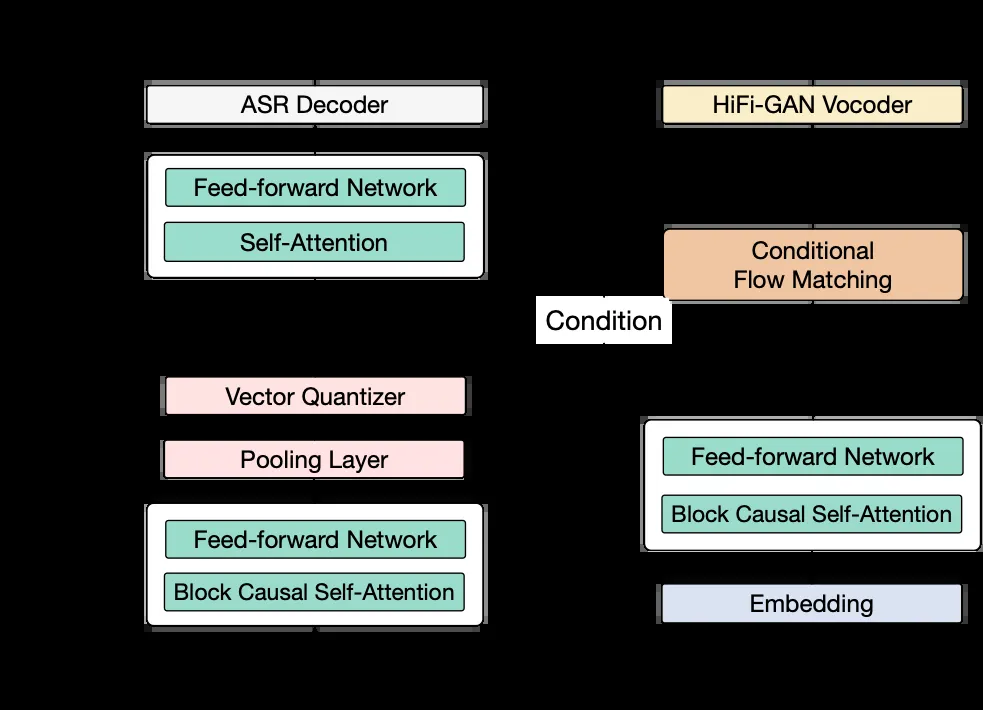 ASR Decoder
Feed-forward Network
Self-Attention
Vector Quantizer
Pooling Layer
Feed-forward Network
Block Causal Self-Attention
Condition
HiFi-GAN Vocoder
Conditional
Flow Matching
Feed-forward Network
Block Causal Self-Attention
Embedding